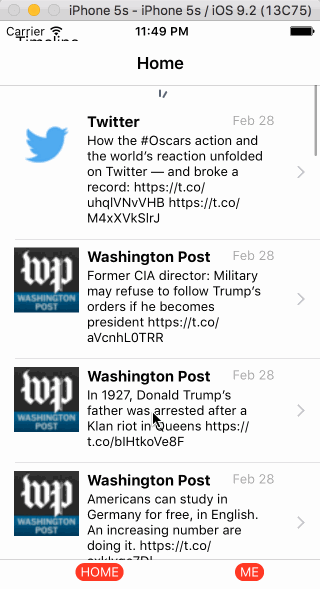 iPhone 5s - iPhone 5s / iOS 9.2 (13C75)
Carrier 11:49 PM
Timeline
Home
Twitter Feb 28
How the #Oscars action and
the world's reaction unfolded
on Twitter — and broke a
record: https://t.co/
uhqlVNvVHB https://t.co/
M4xXVkSlrJ
Washington Post Feb 28
Former CIA director: Military
may refuse to follow Trump's
orders if he becomes
president https://t.co/
aVcnhL0TRR
Washington Post Feb 28
In 1927, Donald Trump's
father was arrested after a
Klan riot in Queens https://
t.co/blHtkoVe8F
Washington Post Feb 28
Americans can study in
Germany for free, in English.
An increasing number are
doing it. https://t.co/
wp
WASHINGTON
POST
wp
WASHINGTON
POST
wp
WASHINGTON
POST
HOME ME